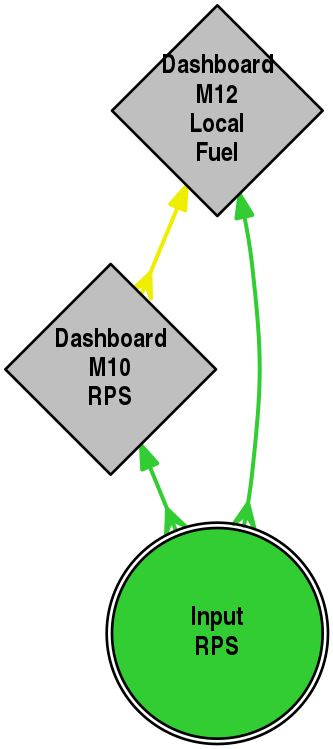 Dashboard
M12
Local
Fuel
Dashboard
M10
RPS
Input
RPS